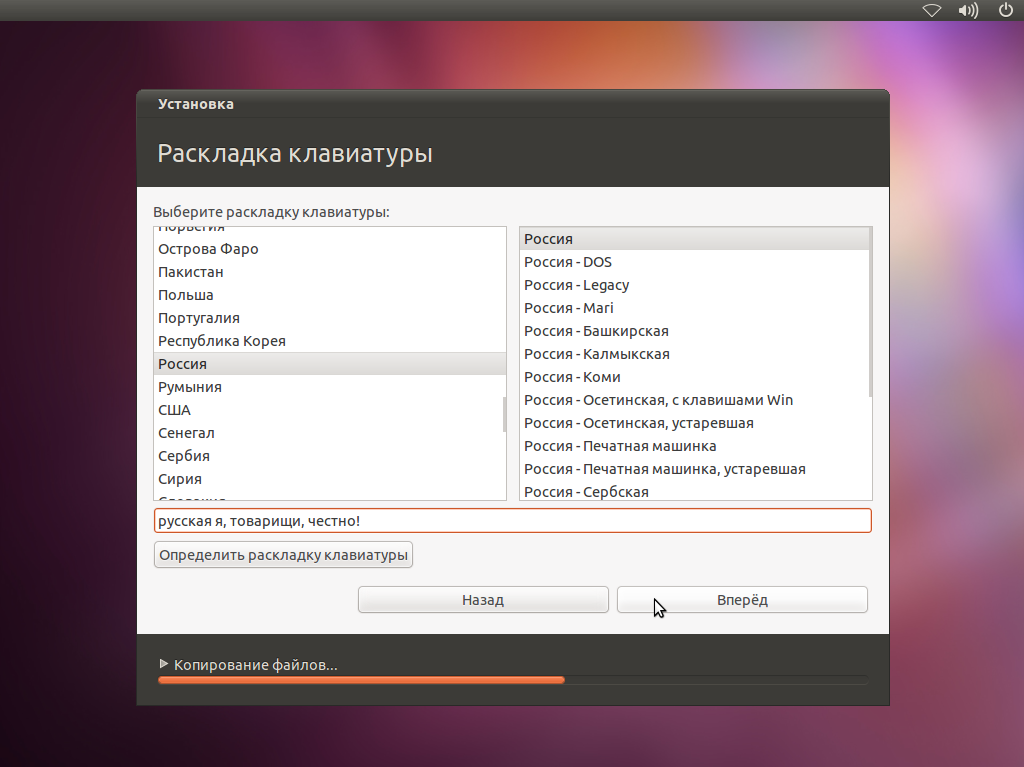 Установка
Раскладка клавиатуры
Выберите раскладку клавиатуры:
Норвегия
Острова Фаро
Пакистан
Польша
Португалия
Республика Корея
Россия
Румыния
США
Сенегал
Сербия
Сирия
Россия
Россия - DOS
Россия - Legacy
Россия - Mari
Россия - Башкирская
Россия - Калмыкская
Россия - Коми
Россия - Осетинская, с клавишами Win
Россия - Осетинская, устаревшая
Россия - Печатная машинка
Россия - Печатная машинка, устаревшая
Россия - Сербская
русская я, товарищи, честно!
Определить раскладку клавиатуры
Назад
Вперёд
Копирование файлов...